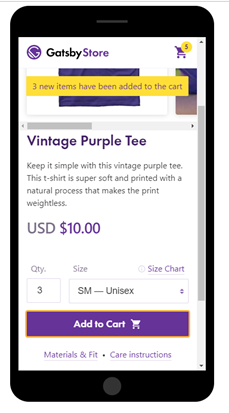 GatsbyStore
5
3 new items have been added to the cart
Vintage Purple Tee
Keep it simple with this vintage purple tee.
This t-shirt is super soft and printed with a
natural process that makes the print
weightless.
USD $10.00
Qty. Size Size Chart
3 SM — Unisex
Add to Cart
Materials & Fit • Care instructions